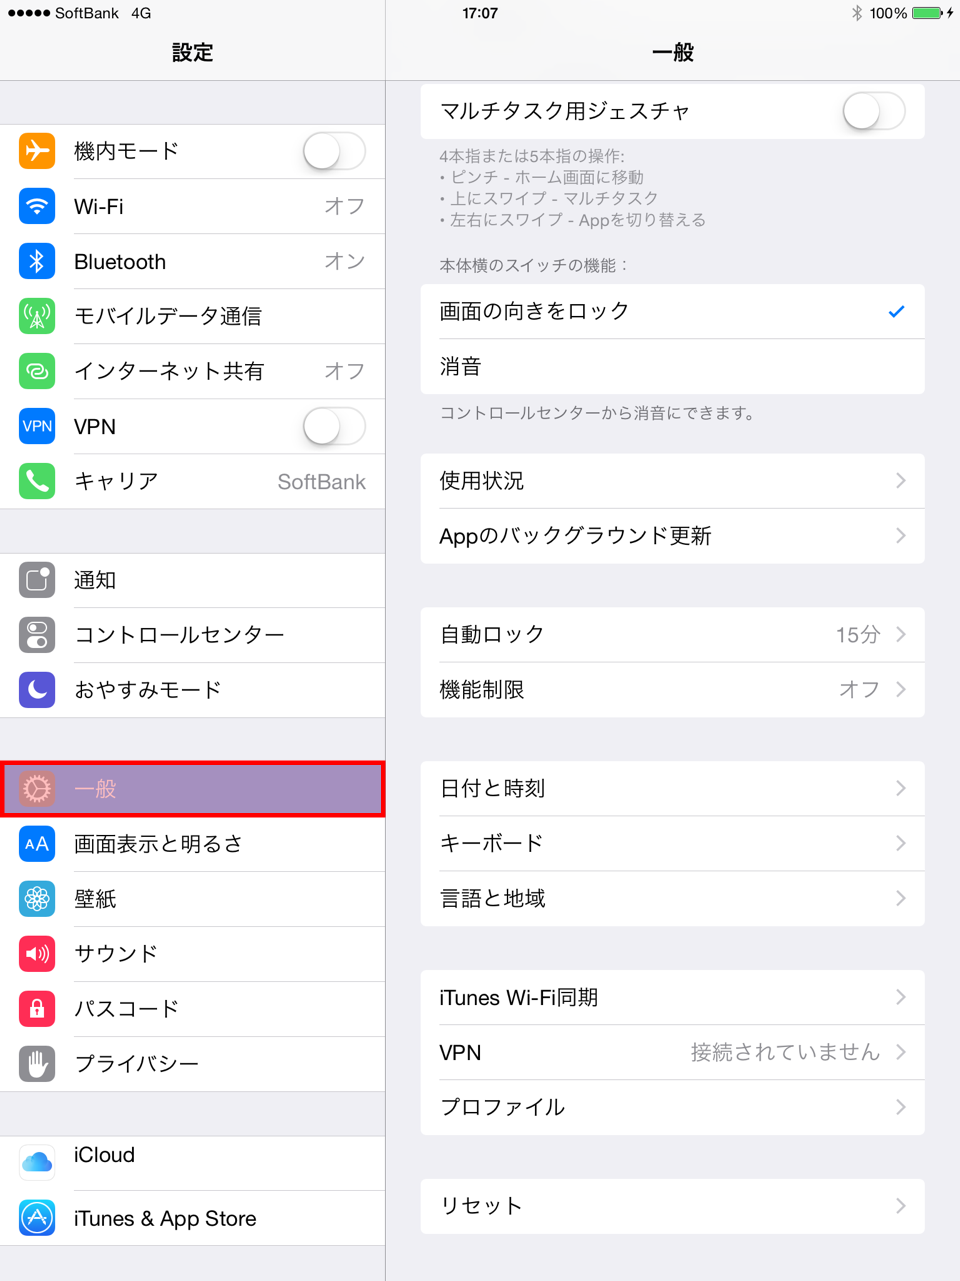 SoftBank 4G
17:07
100%
設定
機内モード
Wi-Fi オフ
Bluetooth オン
モバイルデータ通信
インターネット共有 オフ
VPN VPN
キャリア SoftBank
通知
コントロールセンター
おやすみモード
一般
AA 画面表示と明るさ
壁紙
サウンド
パスコード
プライバシー
iCloud
iTunes & App Store
一般
マルチタスク用ジェスチャ
4本指または5本指の操作:
・ピンチ - ホーム画面に移動
・上にスワイプ - マルチタスク
・左右にスワイプ - Appを切り替える
本体横のスイッチの機能：
画面の向きをロック
消音
コントロールセンターから消音にできます。
使用状況
Appのバックグラウンド更新
自動ロック 15分
機能制限 オフ
日付と時刻
キーボード
言語と地域
iTunes Wi-Fi同期
VPN 接続されていません
プロファイル
リセット